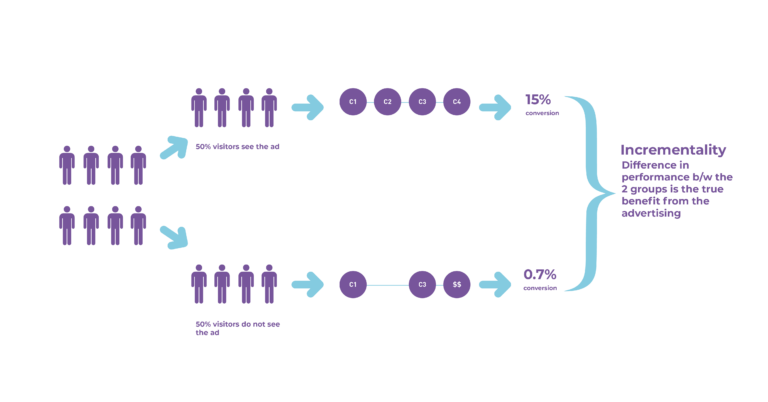 50% visitors see the ad
C1 C2 C3 C4
15%
conversion
Incrementality
Difference in
performance b/w the
2 groups is the true
benefit from the
advertising
C1 C3 $$
0.7%
conversion
50% visitors do not see
the ad